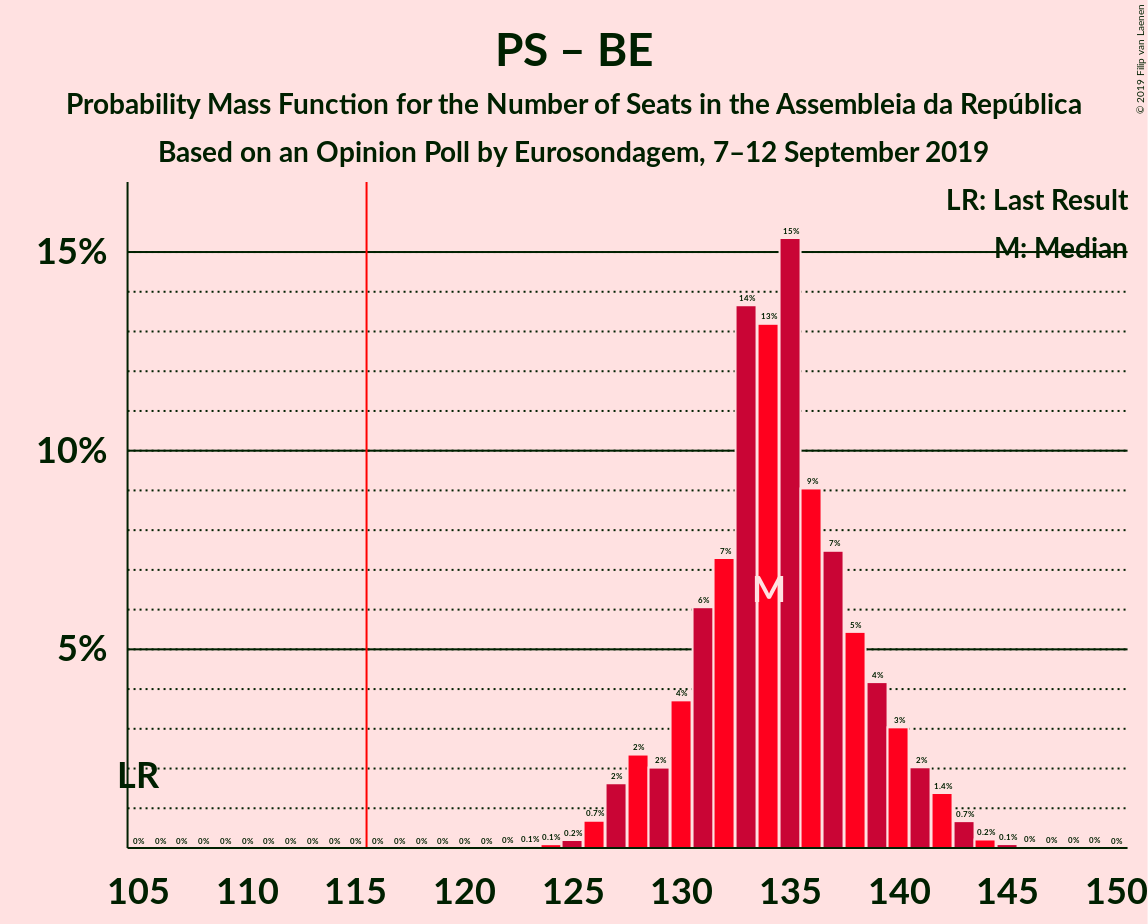 PS – BE
Probability Mass Function for the Number of Seats in the Assembleia da República
Based on an Opinion Poll by Eurosondagem, 7–12 September 2019
© 2019 Filip van Laenen
LR: Last Result
M: Median
15%
10%
5%
LR
M
0% 0% 0% 0% 0% 0% 0% 0% 0% 0% 0% 0% 0% 0% 0% 0% 0% 0% 0.1% 0.1% 0.2% 0.7% 2% 2% 2% 4% 6% 7% 14% 13% 15% 9% 7% 5% 4% 3% 2% 1.4% 0.7% 0.2% 0.1% 0% 0% 0% 0% 0%
105 110 115 120 125 130 135 140 145 150